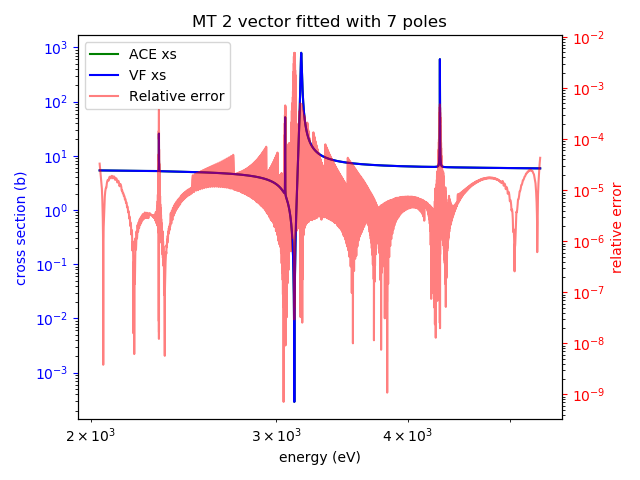 MT 2 vector fitted with 7 poles
ACE xs
VF xs
Relative error
cross section (b)
10³
10²
10¹
10⁰
10⁻¹
10⁻²
10⁻³
relative error
10⁻²
10⁻³
10⁻⁴
10⁻⁵
10⁻⁶
10⁻⁷
10⁻⁸
10⁻⁹
2 × 10³ 3 × 10³ 4 × 10³
energy (eV)